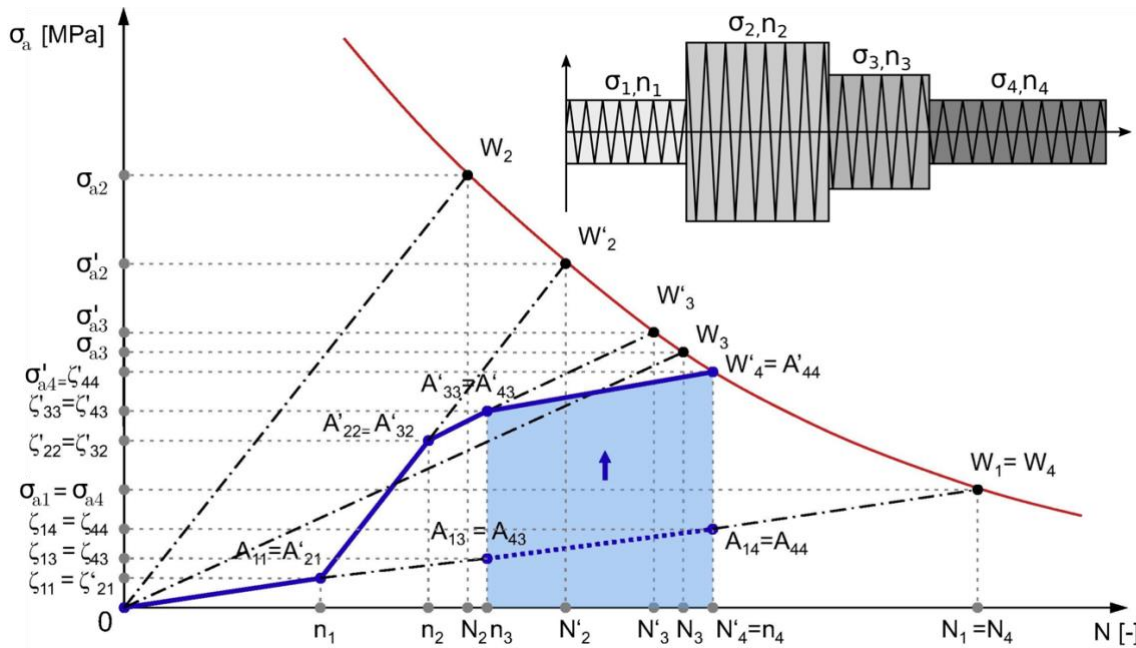 σₐ [MPa]
σ₂,n₂
σ₃,n₃
σ₁,n₁
σ₄,n₄
W₂
σₐ₂
W‘₂
σ'ₐ₂
W‘₃
σ'ₐ₃
W₃
σₐ₃
σ'ₐ₄=ζ'₄₄
A‘₃₃=A‘₄₃
W‘₄= A’₄₄
ζ'₃₃=ζ'₄₃
A’₂₂= A‘₃₂
ζ'₂₂=ζ'₃₂
W₁= W₄
σₐ₁= σₐ₄
ζ₁₄ = ζ₄₄
A₁₃ = A₄₃
A₁₄=A₄₄
ζ₁₃ = ζ₄₃
A₁₁=A‘₂₁
ζ₁₁ = ζ‘₂₁
0
n₁
n₂
N₂
n₃
N‘₂
N‘₃
N₃
N‘₄=n₄
N₁=N₄
N [-]